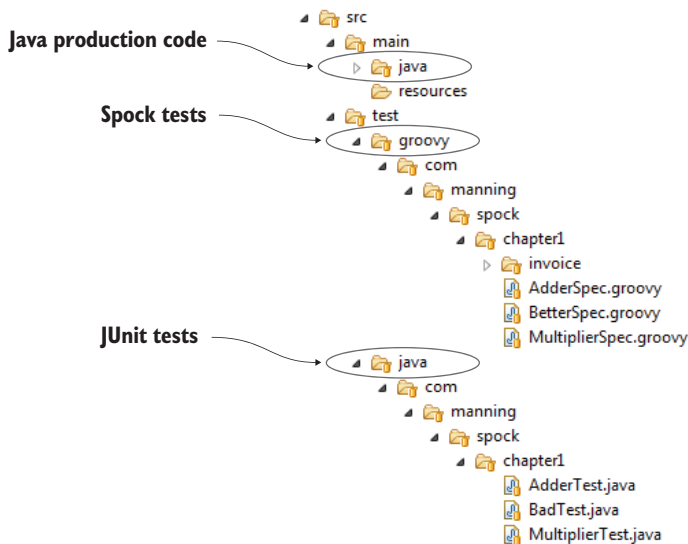 src
Java production code
main
java
resources
Spock tests
test
groovy
com
manning
spock
chapter1
invoice
AdderSpec.groovy
BetterSpec.groovy
MultiplierSpec.groovy
JUnit tests
java
com
manning
spock
chapter1
AdderTest.java
BadTest.java
MultiplierTest.java